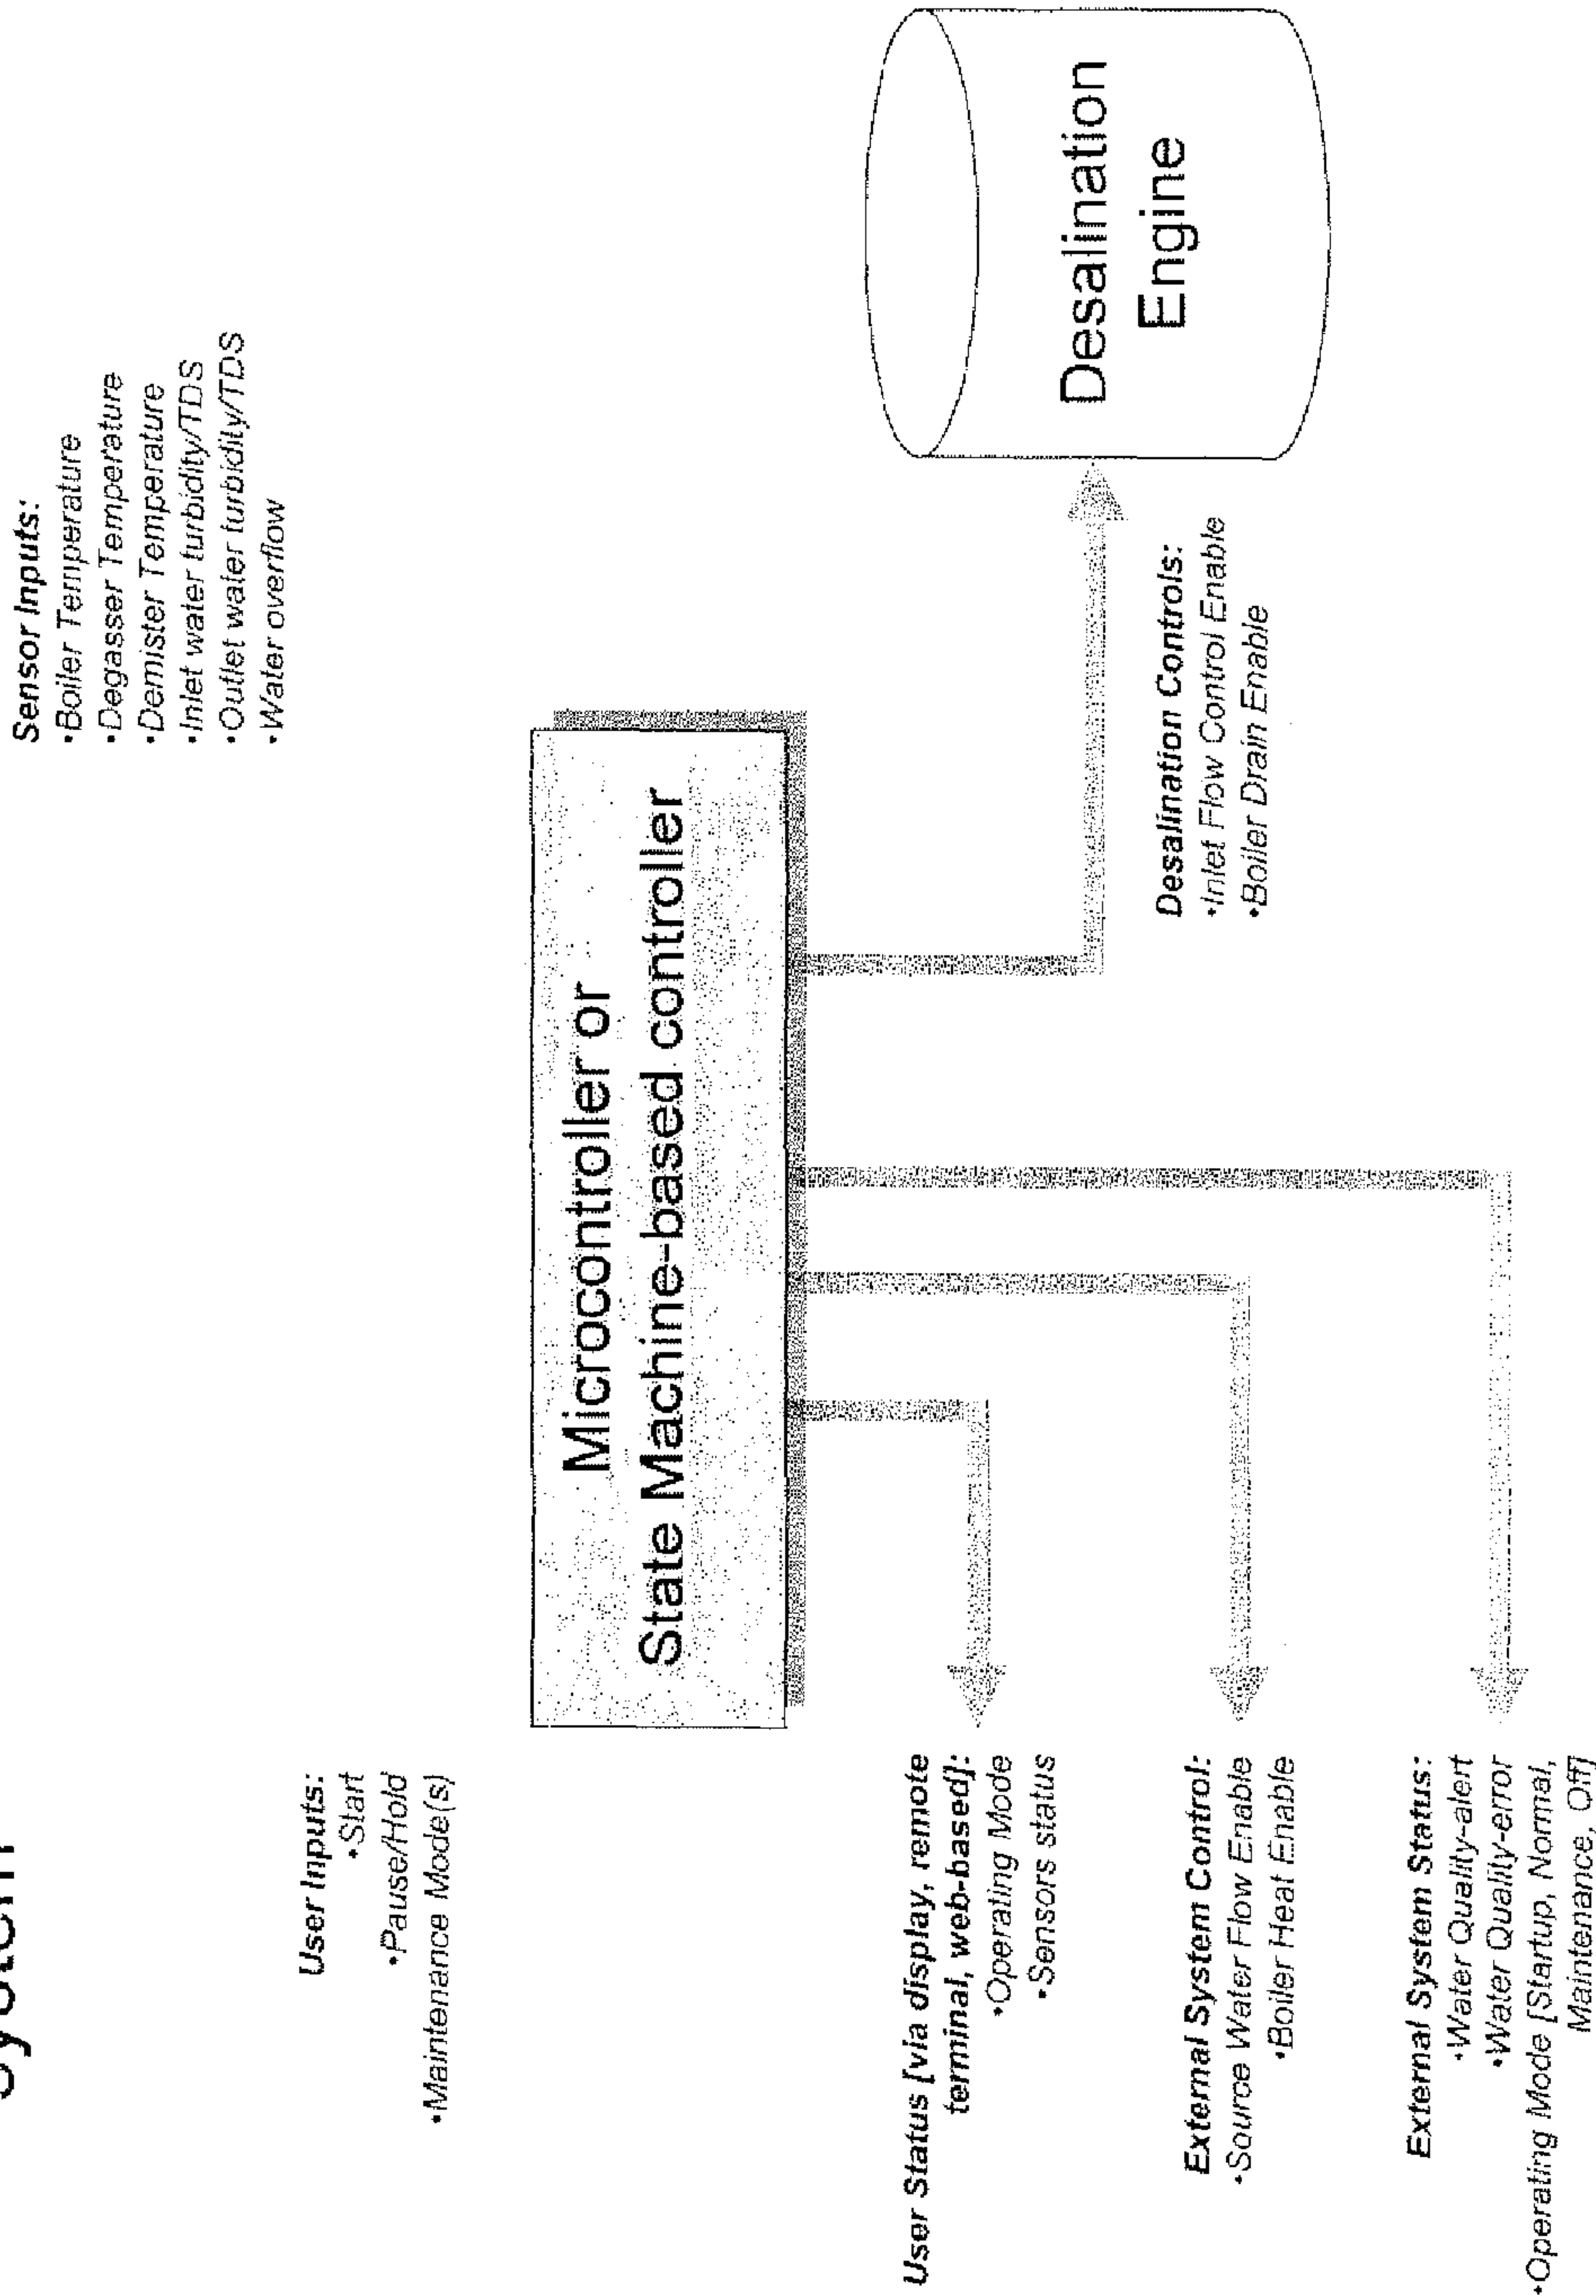 System
Sensor Inputs:
•Boiler Temperature
•Degasser Temperature
•Demister Temperature
•Inlet water turbidity/TDS
•Outlet water turbidity/TDS
•Water overflow
User Inputs:
•Start
•Pause/Hold
•Maintenance Mode(s)
Microcontroller or
State Machine-based controller
User Status [via display, remote
terminal, web-based]:
•Operating Mode
•Sensors status
External System Control:
•Source Water Flow Enable
•Boiler Heat Enable
External System Status:
•Water Quality-alert
•Water Quality-error
•Operating Mode [Startup, Normal,
Maintenance, Off]
Desalination Controls:
•Inlet Flow Control Enable
•Boiler Drain Enable
Desalination
Engine